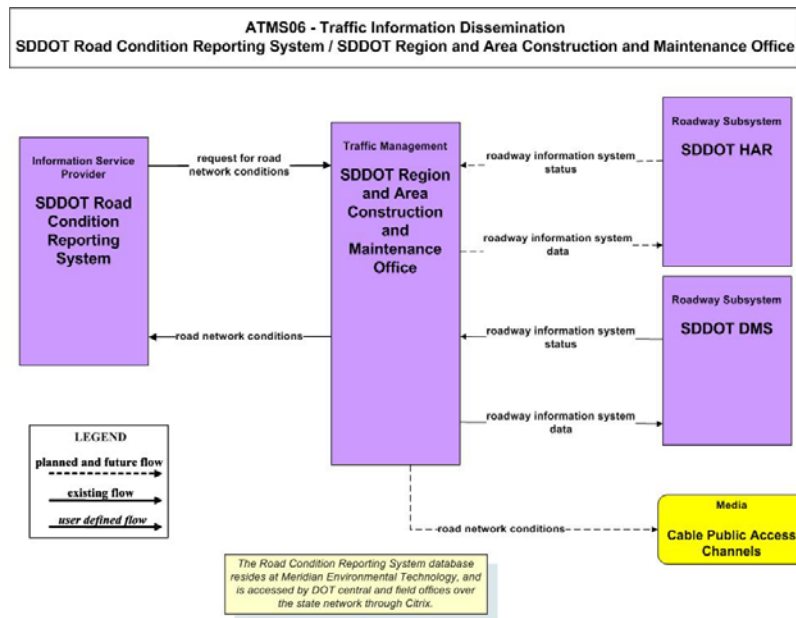 ATMS06 - Traffic Information Dissemination
SDDOT Road Condition Reporting System / SDDOT Region and Area Construction and Maintenance Office
Information Service
Provider
SDDOT Road
Condition
Reporting
System
request for road
network conditions
road network conditions
Traffic Management
SDDOT Region
and Area
Construction
and
Maintenance
Office
roadway information system
status
roadway information system
data
roadway information system
status
roadway information system
data
Roadway Subsystem
SDDOT HAR
Roadway Subsystem
SDDOT DMS
LEGEND
planned and future flow
existing flow
user defined flow
road network conditions
Media
Cable Public Access
Channels
The Road Condition Reporting System database
resides at Meridian Environmental Technology, and
is accessed by DOT central and field offices over
the state network through Citrix.